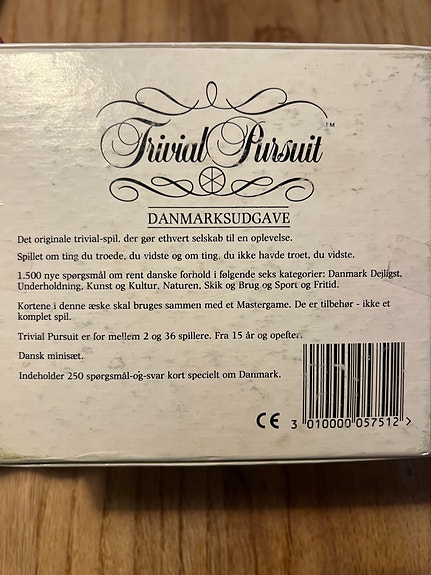 Trivial Pursuit™
DANMARKSUDGAVE
Det originale trivial-spil, der gør ethvert selskab til en oplevelse.
Spillet om ting du troede, du vidste og om ting, du ikke havde troet, du vidste.
1.500 nye spørgsmål om rent danske forhold i følgende seks kategorier: Danmark Dejligst,
Underholdning, Kunst og Kultur, Naturen, Skik og Brug og Sport og Fritid.
Kortene i denne æske skal bruges sammen med et Mastergame. De er tilbehør - ikke et
komplet spil.
Trivial Pursuit er for mellem 2 og 36 spillere. Fra 15 år og opefter.
Dansk minisæt.
Indeholder 250 spørgsmål-og-svar kort specielt om Danmark.
CE 3 010000 057512 >